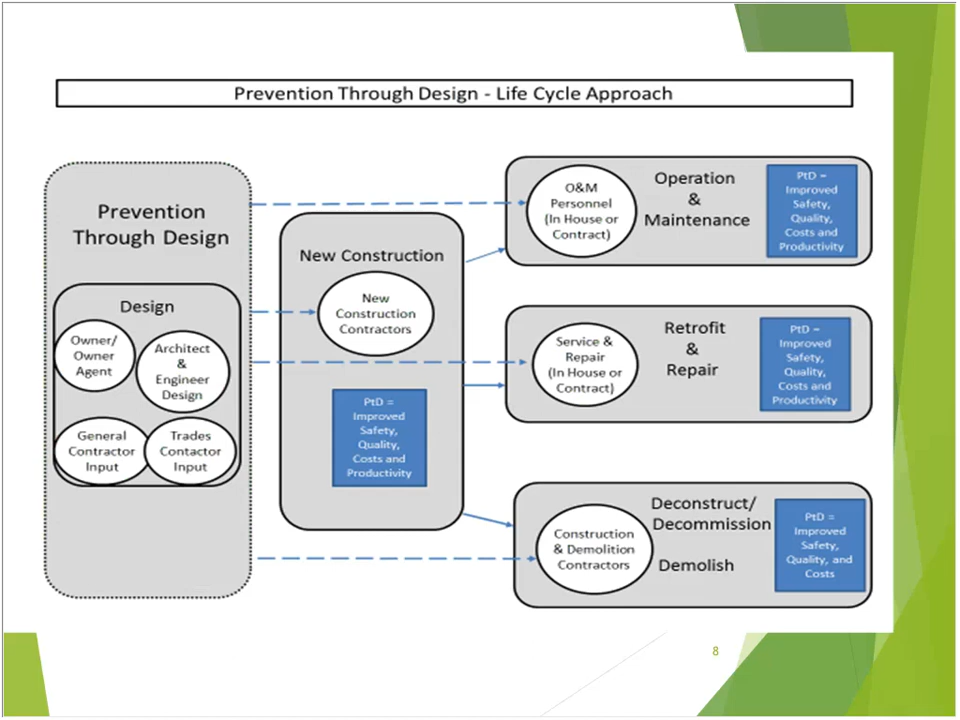 Prevention Through Design - Life Cycle Approach
Prevention
Through Design
Design
Owner/
Owner
Agent
Architect
&
Engineer
Design
General
Contractor
Input
Trades
Contactor
Input
New Construction
New
Construction
Contractors
PtD =
Improved
Safety,
Quality,
Costs and
Productivity
O&M
Personnel
(In House or
Contract)
Operation
&
Maintenance
PtD =
Improved
Safety,
Quality,
Costs and
Productivity
Service &
Repair
(In House or
Contract)
Retrofit
&
Repair
PtD =
Improved
Safety,
Quality,
Costs and
Productivity
Construction
& Demolition
Contractors
Deconstruct/
Decommission
Demolish
PtD =
Improved
Safety,
Quality, and
Costs
8